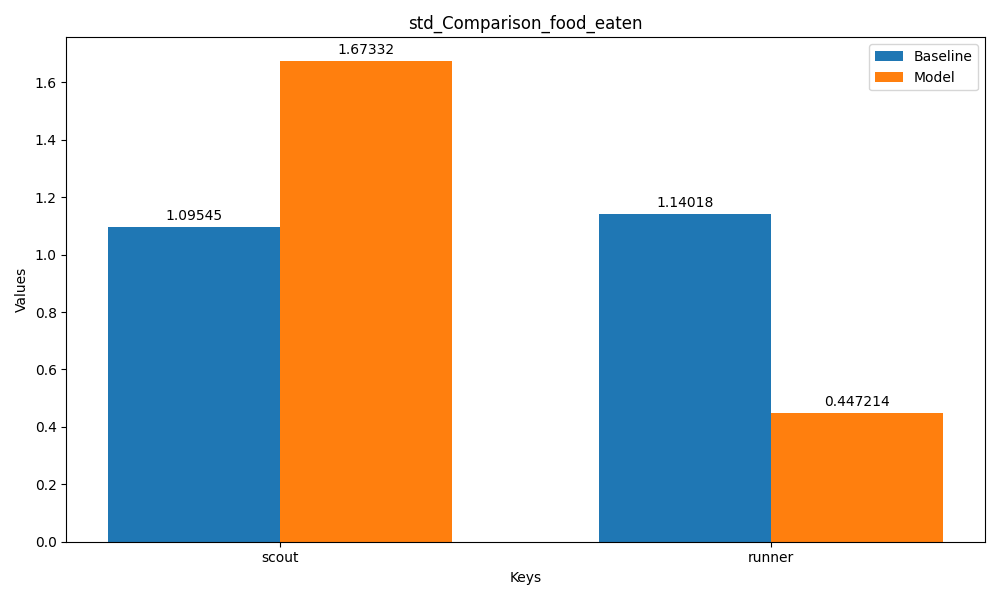 std_Comparison_food_eaten
Baseline
Model
1.67332
1.09545
1.14018
0.447214
Values
1.6
1.4
1.2
1.0
0.8
0.6
0.4
0.2
0.0
scout
runner
Keys